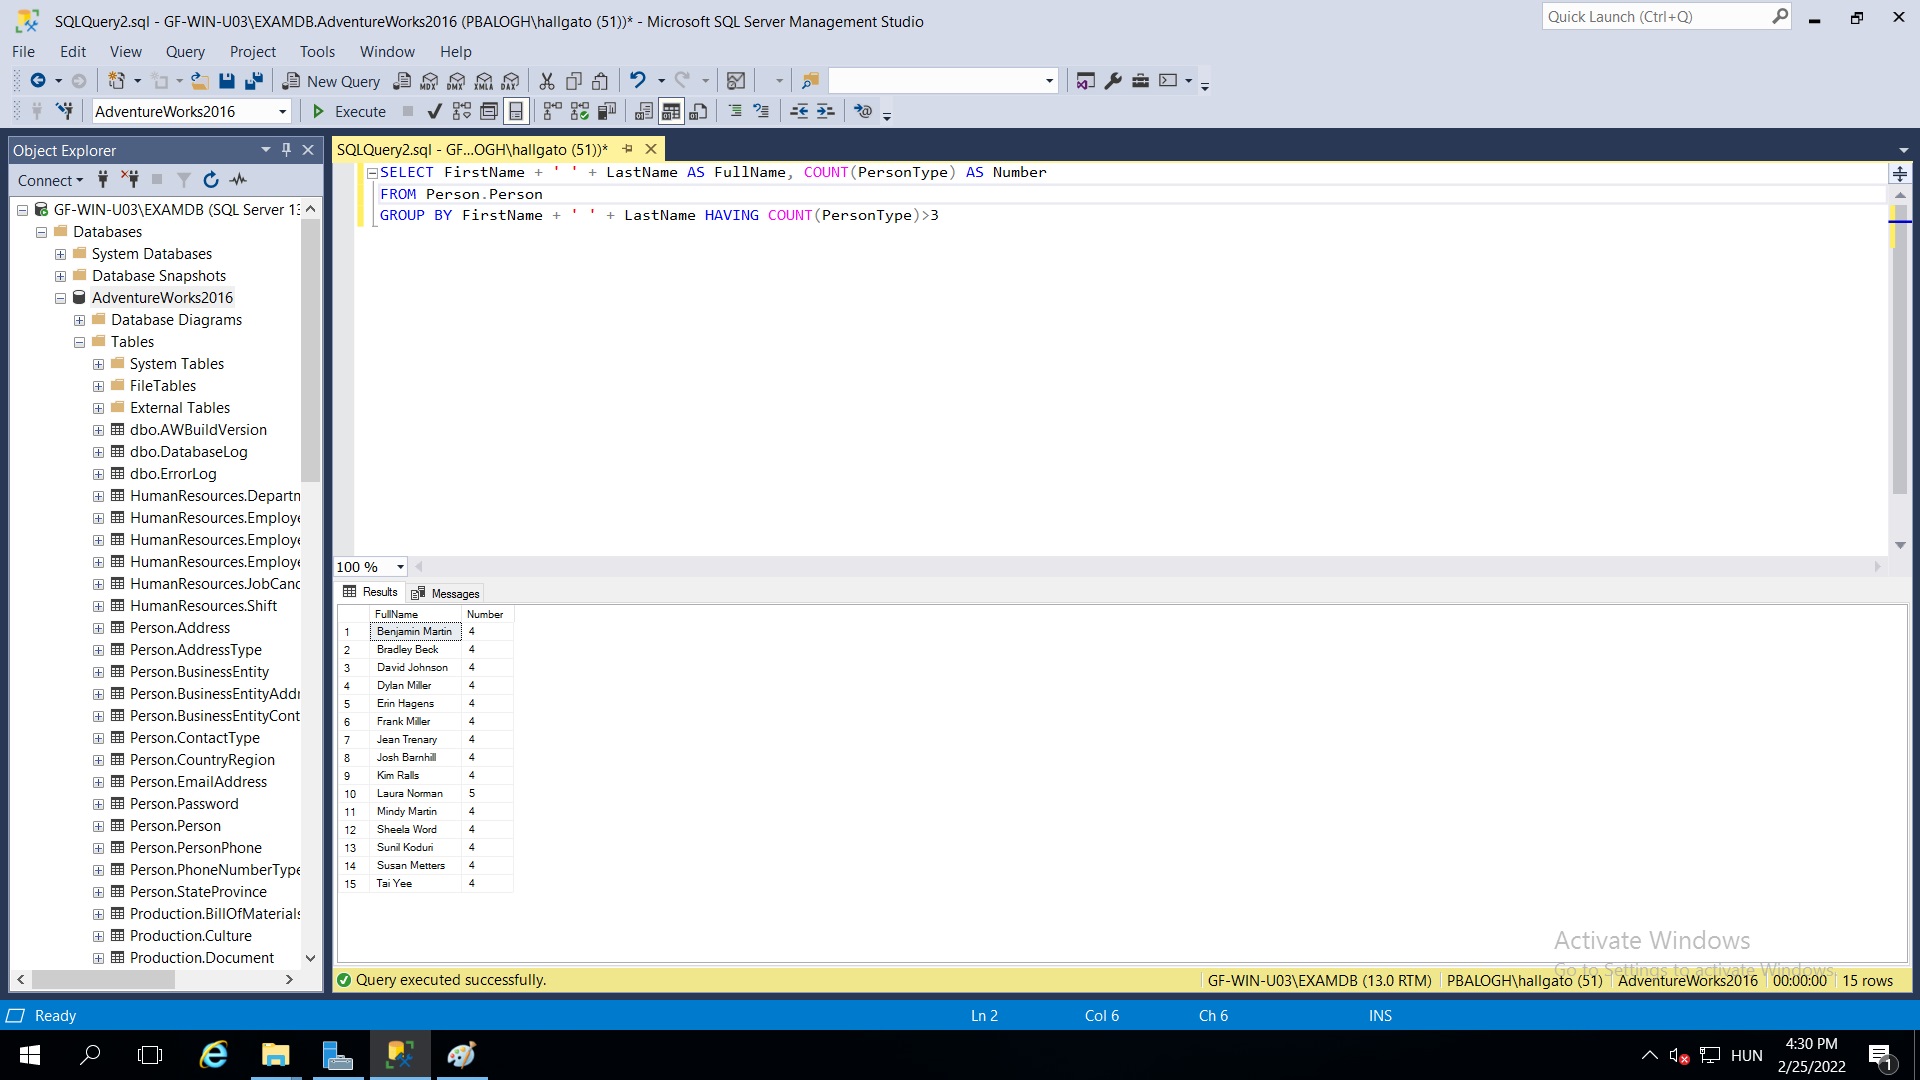 SQLQuery2.sql - GF-WIN-U03\EXAMDB.AdventureWorks2016 (PBALOGH\hallgato (51))* - Microsoft SQL Server Management Studio
Quick Launch (Ctrl+Q)
File Edit View Query Project Tools Window Help
New Query MDX DMX XMLA DAX
AdventureWorks2016 Execute
Object Explorer
Connect
GF-WIN-U03\EXAMDB (SQL Server 13
Databases
System Databases
Database Snapshots
AdventureWorks2016
Database Diagrams
Tables
System Tables
FileTables
External Tables
dbo.AWBuildVersion
dbo.DatabaseLog
dbo.ErrorLog
HumanResources.Departn
HumanResources.Employe
HumanResources.Employe
HumanResources.Employe
HumanResources.JobCand
HumanResources.Shift
Person.Address
Person.AddressType
Person.BusinessEntity
Person.BusinessEntityAddr
Person.BusinessEntityCont
Person.ContactType
Person.CountryRegion
Person.EmailAddress
Person.Password
Person.Person
Person.PersonPhone
Person.PhoneNumberType
Person.StateProvince
Production.BillOfMaterials
Production.Culture
Production.Document
SQLQuery2.sql - GF...OGH\hallgato (51))*
SELECT FirstName + ' ' + LastName AS FullName, COUNT(PersonType) AS Number
FROM Person.Person
GROUP BY FirstName + ' ' + LastName HAVING COUNT(PersonType)>3
100 %
Results Messages
FullName Number
1 Benjamin Martin 4
2 Bradley Beck 4
3 David Johnson 4
4 Dylan Miller 4
5 Erin Hagens 4
6 Frank Miller 4
7 Jean Trenary 4
8 Josh Barnhill 4
9 Kim Ralls 4
10 Laura Norman 5
11 Mindy Martin 4
12 Sheela Word 4
13 Sunil Koduri 4
14 Susan Metters 4
15 Tai Yee 4
Activate Windows
Go to Settings to activate Windows.
Query executed successfully.
GF-WIN-U03\EXAMDB (13.0 RTM) PBALOGH\hallgato (51) AdventureWorks2016 00:00:00 15 rows
Ready Ln 2 Col 6 Ch 6 INS
HUN
4:30 PM
2/25/2022
1